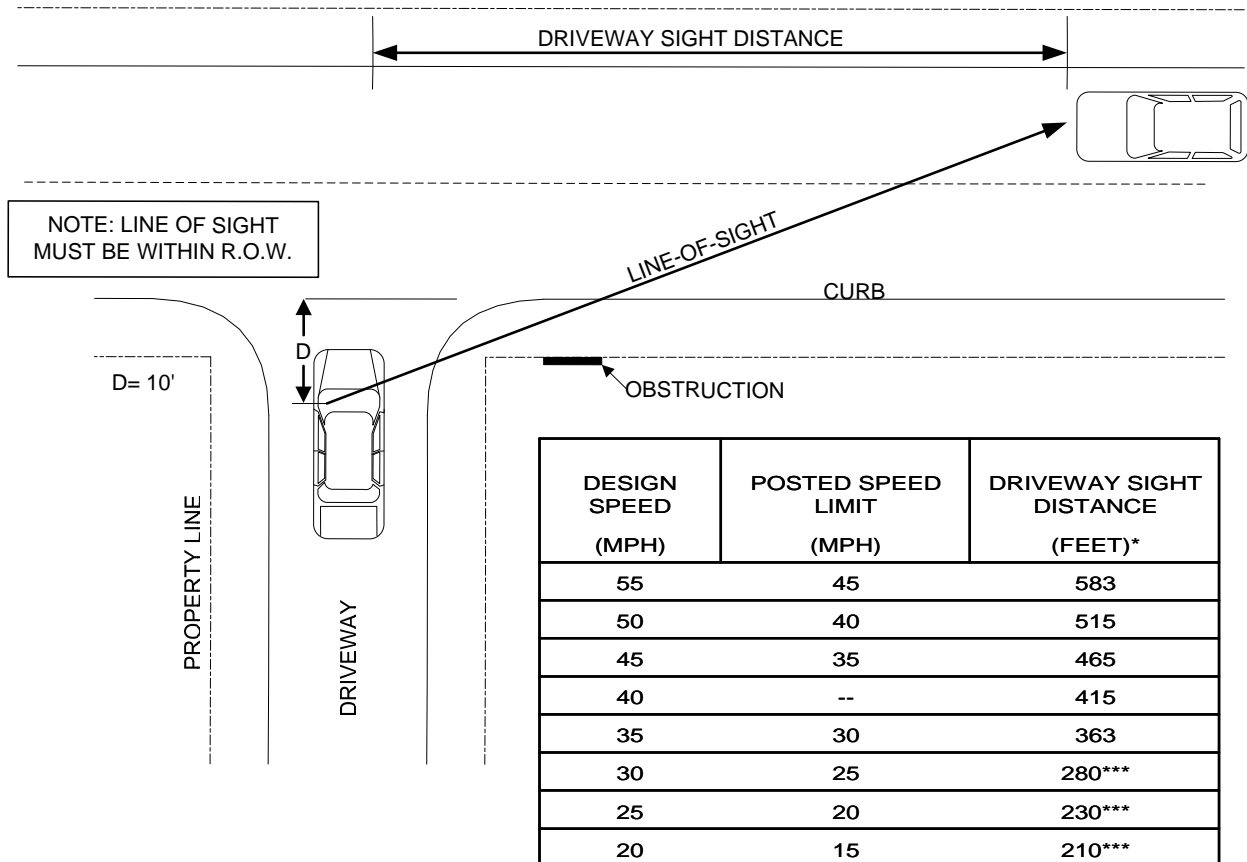 DRIVEWAY SIGHT DISTANCE
NOTE: LINE OF SIGHT
MUST BE WITHIN R.O.W.
LINE-OF-SIGHT
CURB
D
D= 10'
OBSTRUCTION
PROPERTY LINE
DRIVEWAY
DESIGN SPEED (MPH) POSTED SPEED LIMIT (MPH) DRIVEWAY SIGHT DISTANCE (FEET)*
55 45 583
50 40 515
45 35 465
40 -- 415
35 30 363
30 25 280***
25 20 230***
20 15 210***